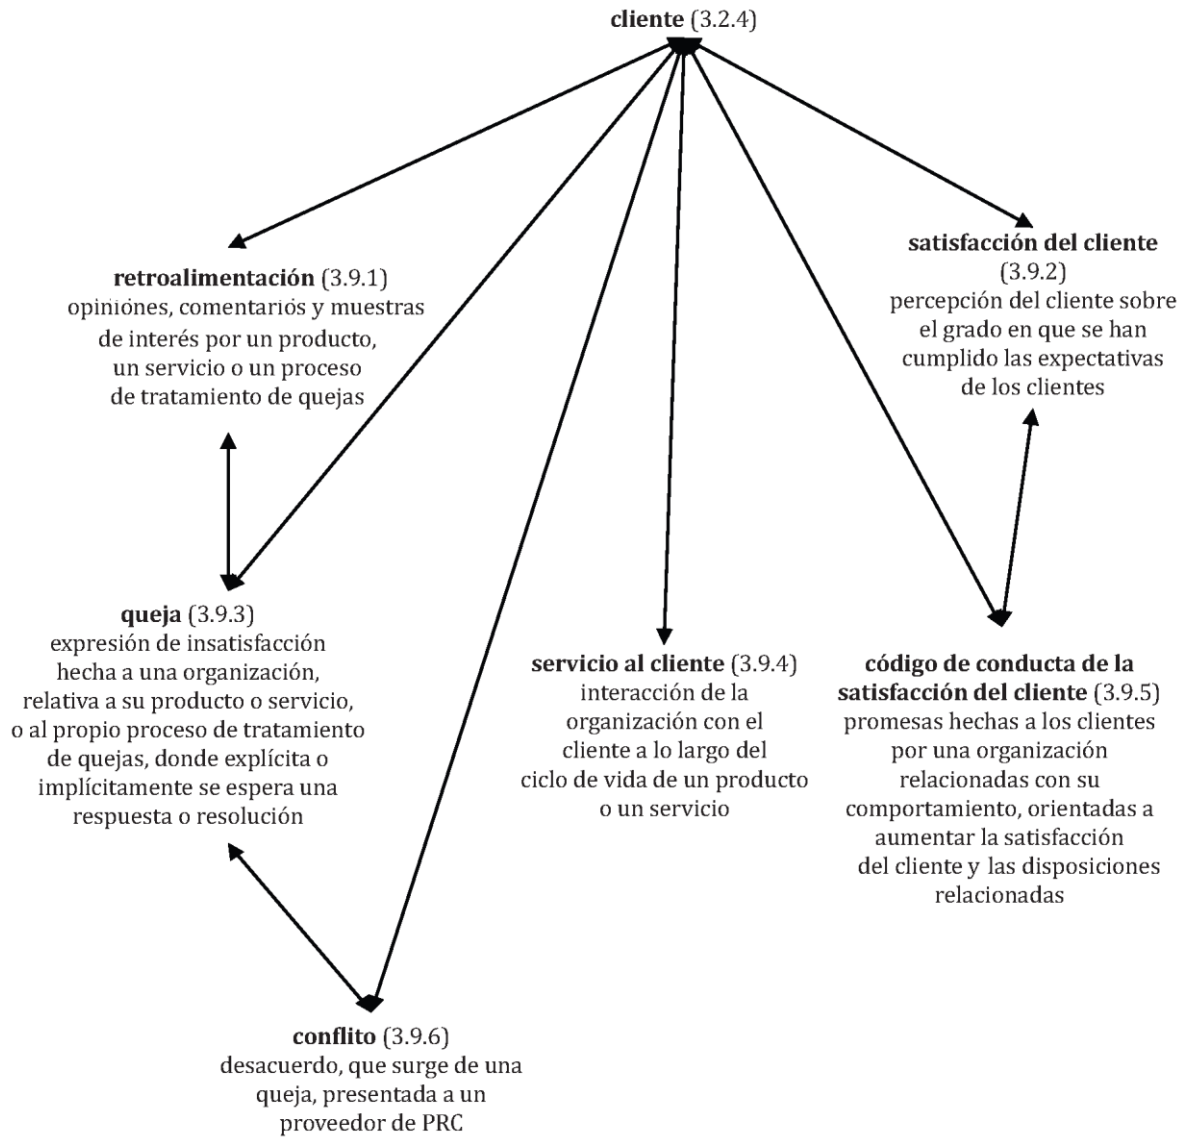 cliente (3.2.4)
retroalimentación (3.9.1)
opiniones, comentarios y muestras
de interés por un producto,
un servicio o un proceso
de tratamiento de quejas
satisfacción del cliente
(3.9.2)
percepción del cliente sobre
el grado en que se han
cumplido las expectativas
de los clientes
queja (3.9.3)
expresión de insatisfacción
hecha a una organización,
relativa a su producto o servicio,
o al propio proceso de tratamiento
de quejas, donde explícita o
implícitamente se espera una
respuesta o resolución
servicio al cliente (3.9.4)
interacción de la
organización con el
cliente a lo largo del
ciclo de vida de un producto
o un servicio
código de conducta de la
satisfacción del cliente (3.9.5)
promesas hechas a los clientes
por una organización
relacionadas con su
comportamiento, orientadas a
aumentar la satisfacción
del cliente y las disposiciones
relacionadas
conflito (3.9.6)
desacuerdo, que surge de una
queja, presentada a un
proveedor de PRC